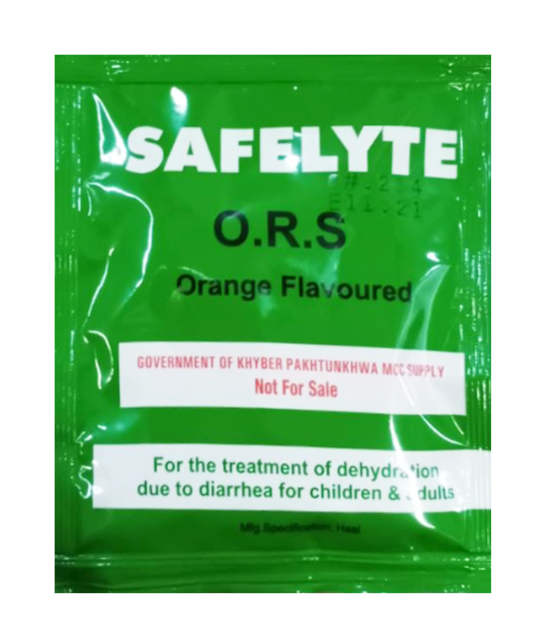 SAFELYTE
O.R.S
Orange Flavoured
GOVERNMENT OF KHYBER PAKHTUNKHWA MCC SUPPLY
Not For Sale
For the treatment of dehydration
due to diarrhea for children & adults
Mfg.Specification: